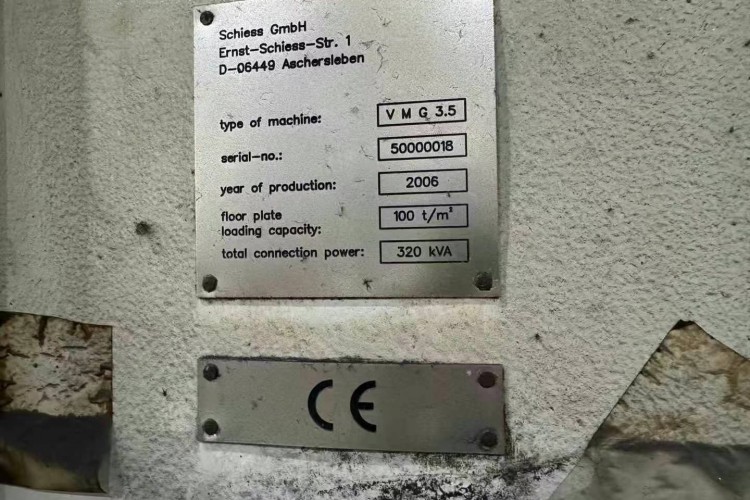 Schiess GmbH
Ernst-Schiess-Str. 1
D-06449 Aschersleben
type of machine: V M G 3.5
serial-no.: 50000018
year of production: 2006
floor plate
loading capacity: 100 t/m²
total connection power: 320 kVA
CE